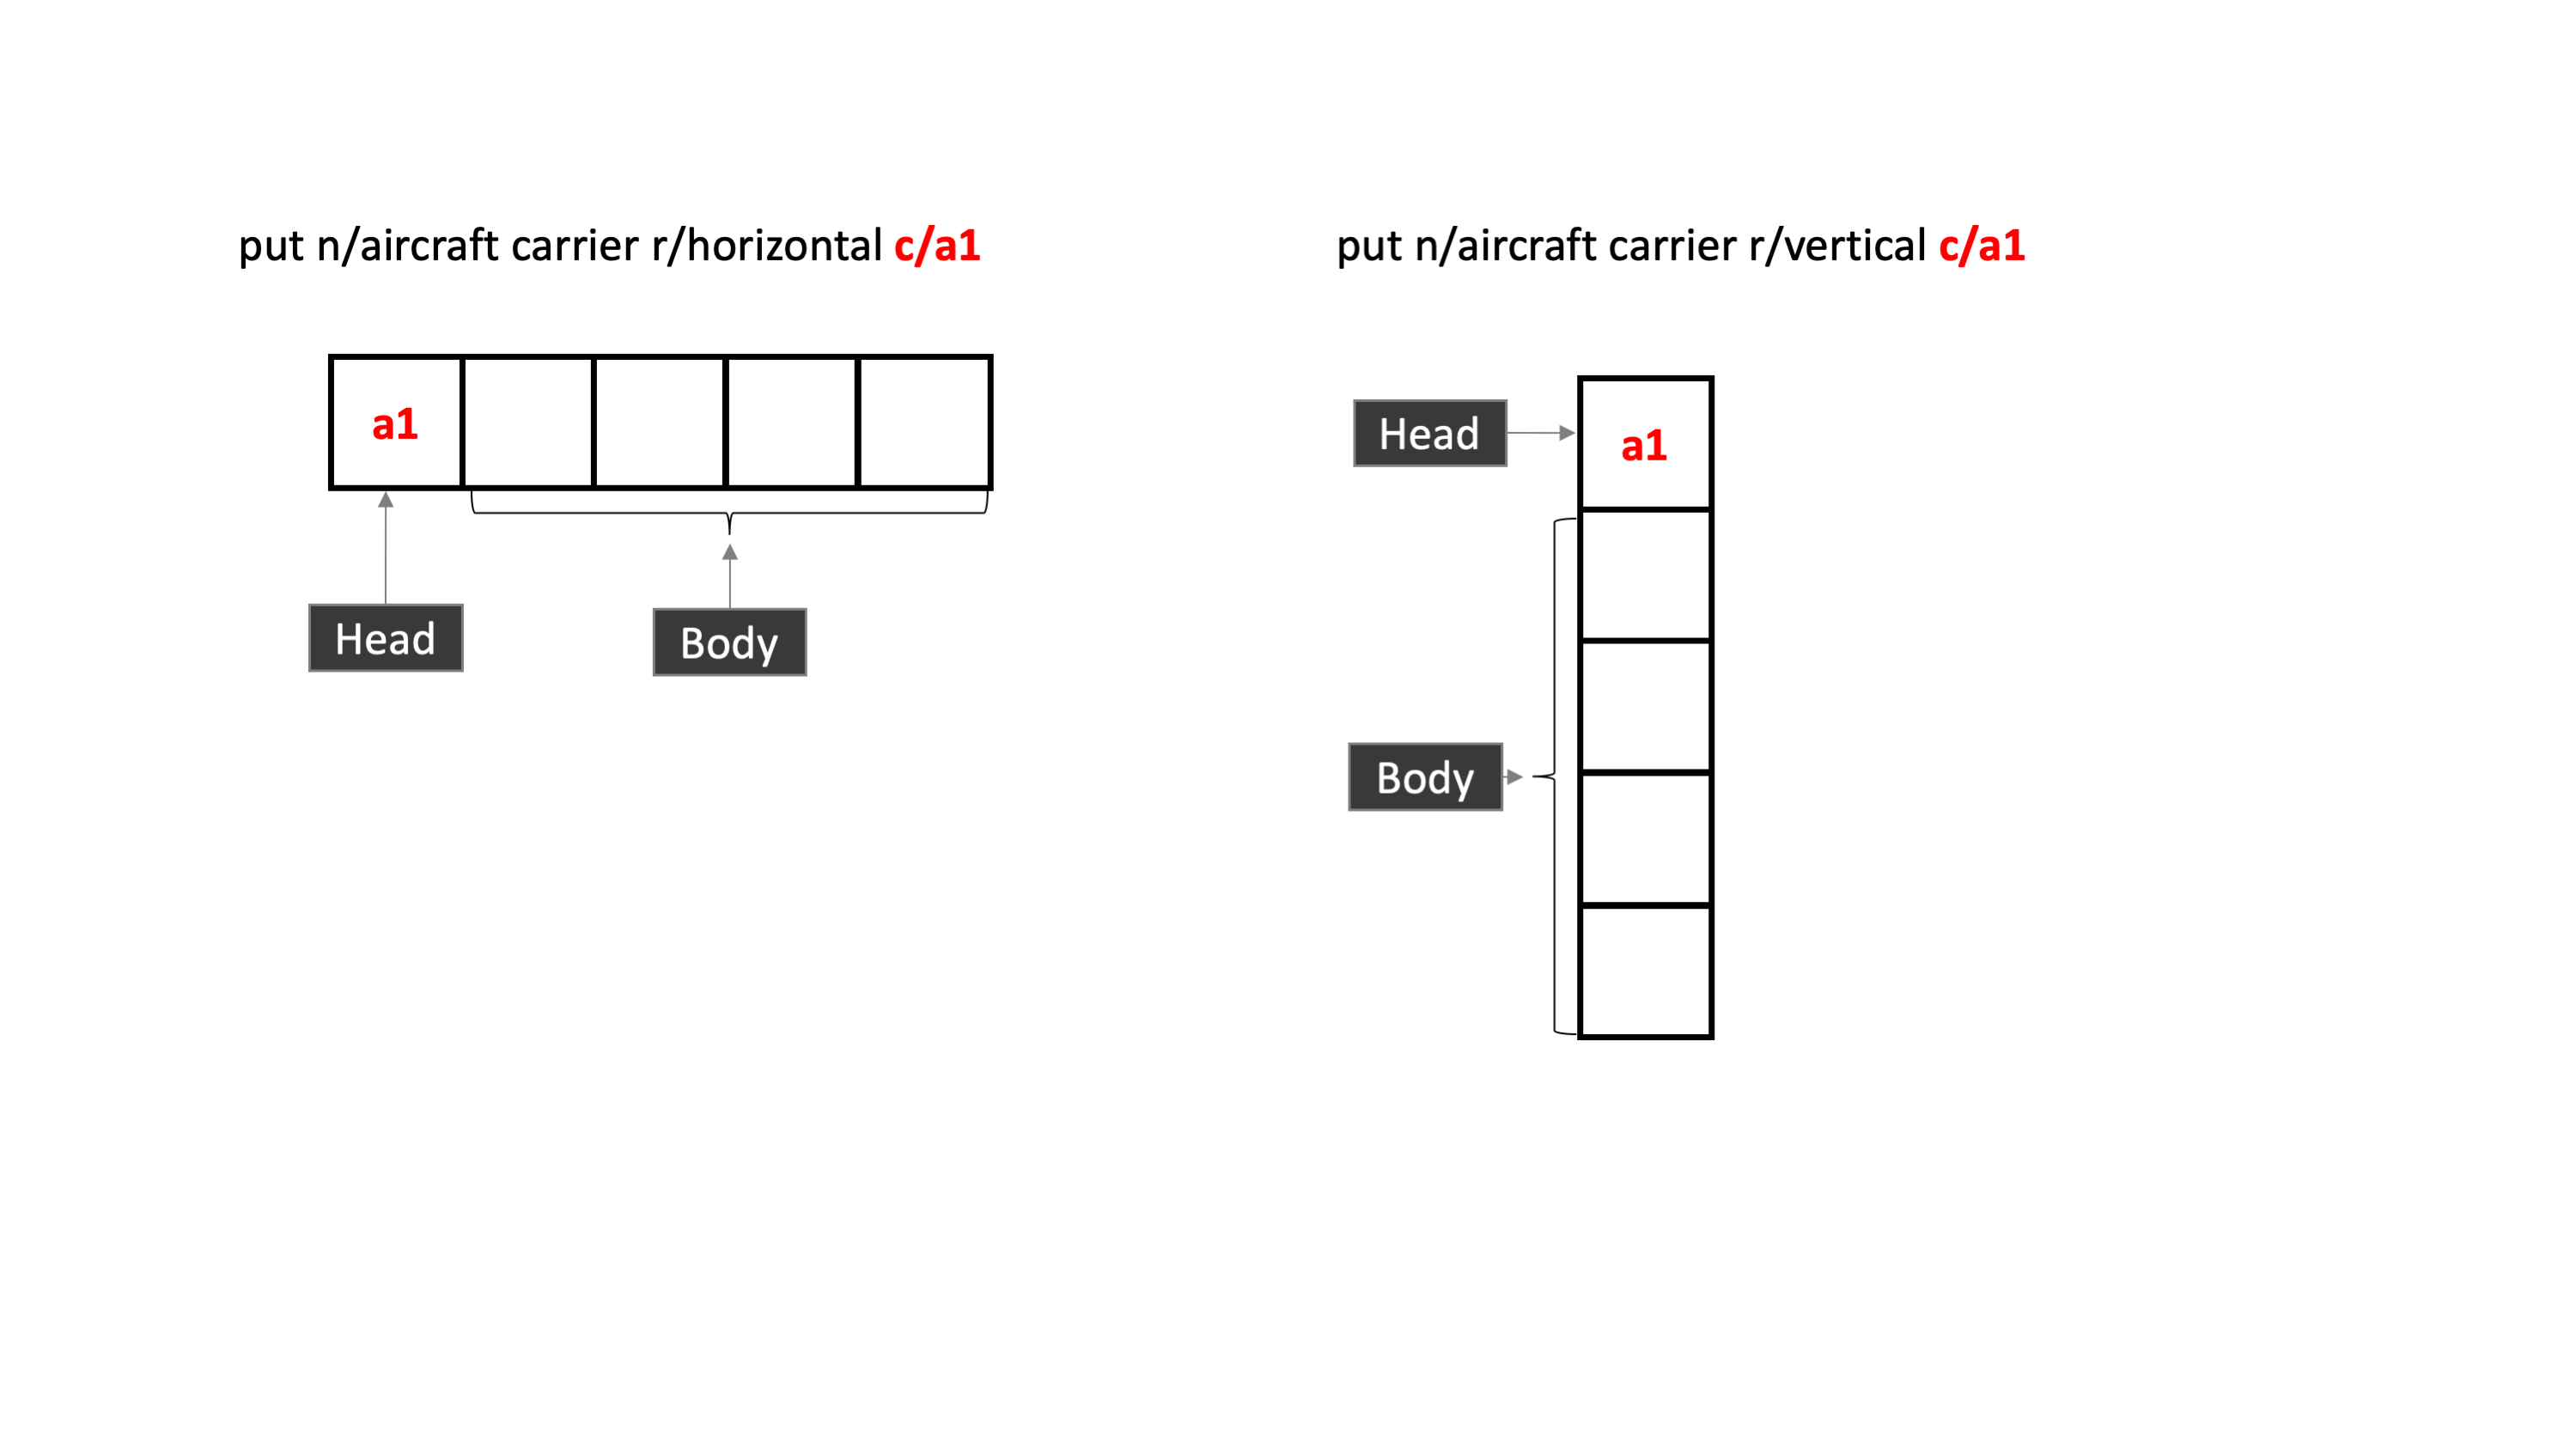 put n/aircraft carrier r/horizontal c/a1
a1
Head
Body
put n/aircraft carrier r/vertical c/a1
Head
a1
Body